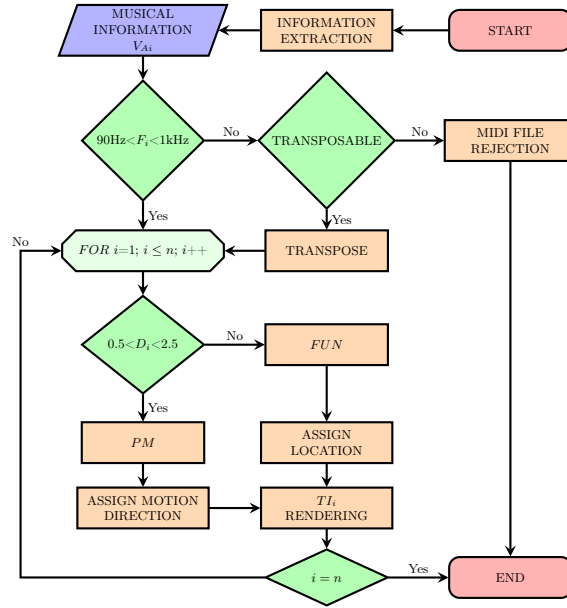 MUSICAL
INFORMATION
V_{Ai}
INFORMATION
EXTRACTION
START
90Hz<F_i<1kHz
No
TRANSPOSABLE
No
MIDI FILE
REJECTION
Yes
Yes
No
FOR i=1; i ≤ n; i++
TRANSPOSE
0.5<D_i<2.5
No
FUN
Yes
PM
ASSIGN
LOCATION
ASSIGN MOTION
DIRECTION
TI_i
RENDERING
i = n
Yes
END